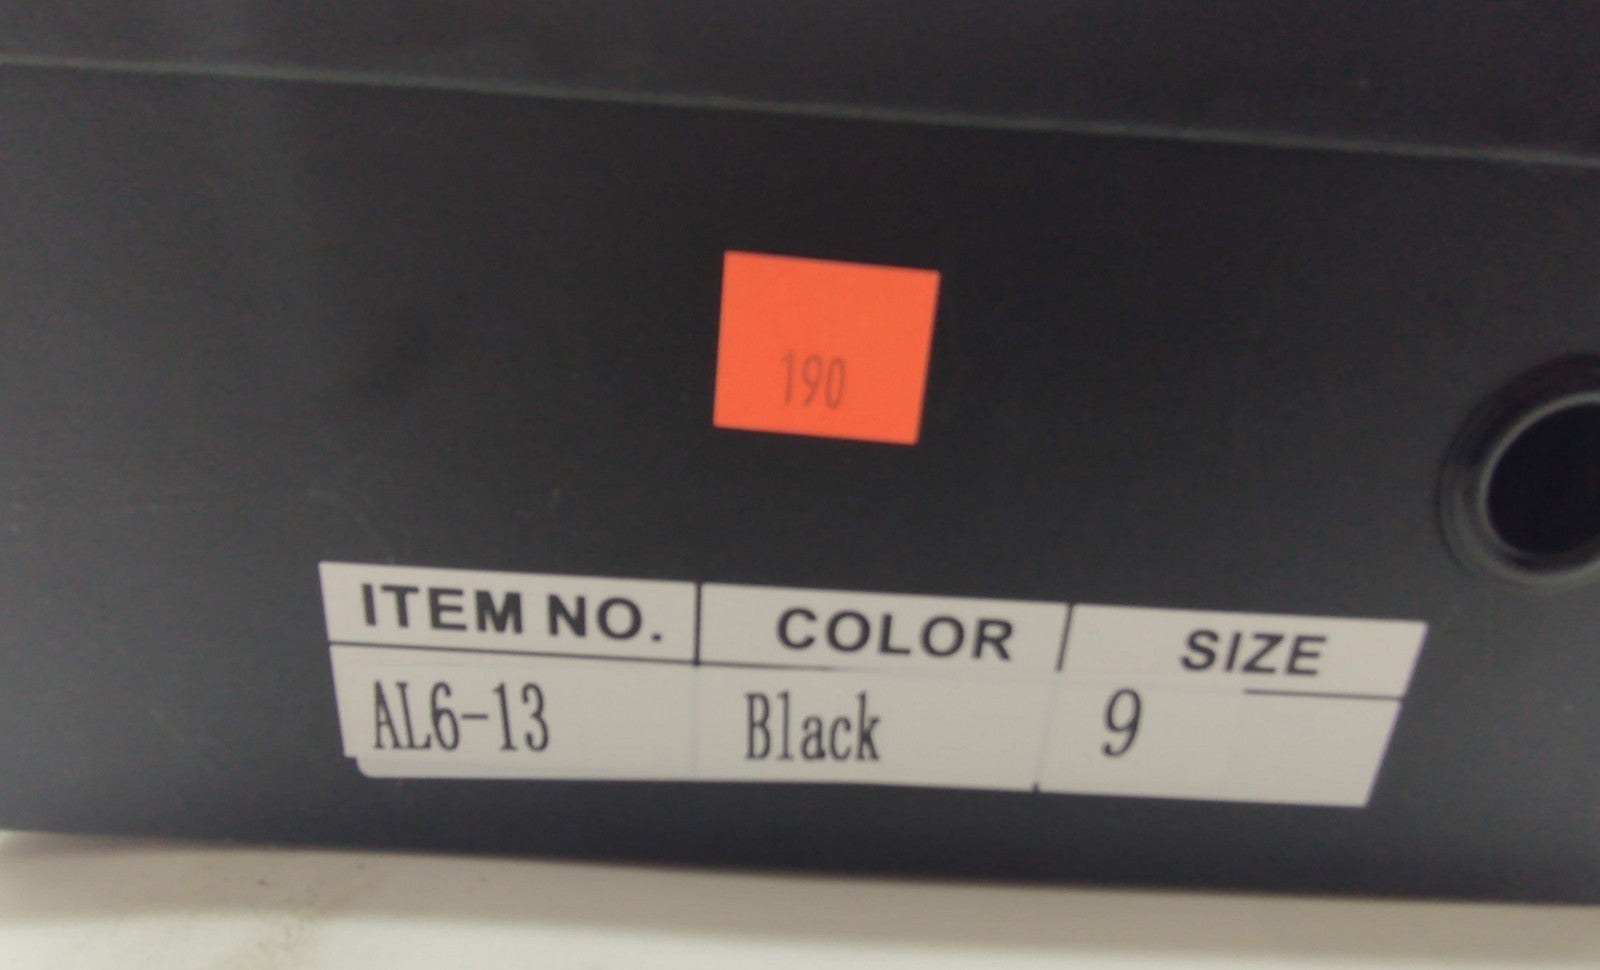 190
ITEM NO. COLOR SIZE
AL6-13 Black 9